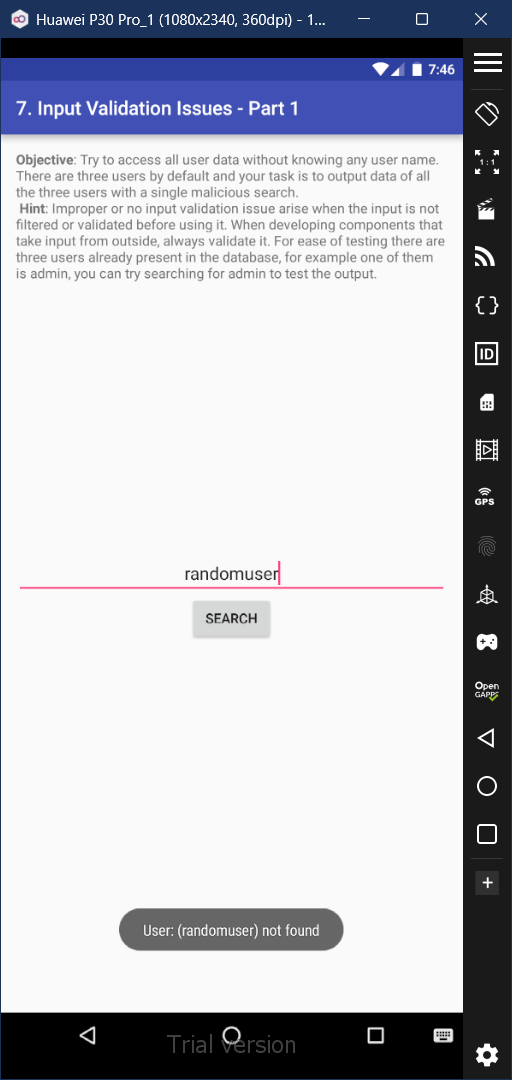 Huawei P30 Pro_1 (1080x2340, 360dpi) - 1...
7:46
7. Input Validation Issues - Part 1
Objective: Try to access all user data without knowing any user name.
There are three users by default and your task is to output data of all
the three users with a single malicious search.
Hint: Improper or no input validation issue arise when the input is not
filtered or validated before using it. When developing components that
take input from outside, always validate it. For ease of testing there are
three users already present in the database, for example one of them
is admin, you can try searching for admin to test the output.
1:1
ID
GPS
randomuser
SEARCH
Open
GAPPS
User: (randomuser) not found
Trial version